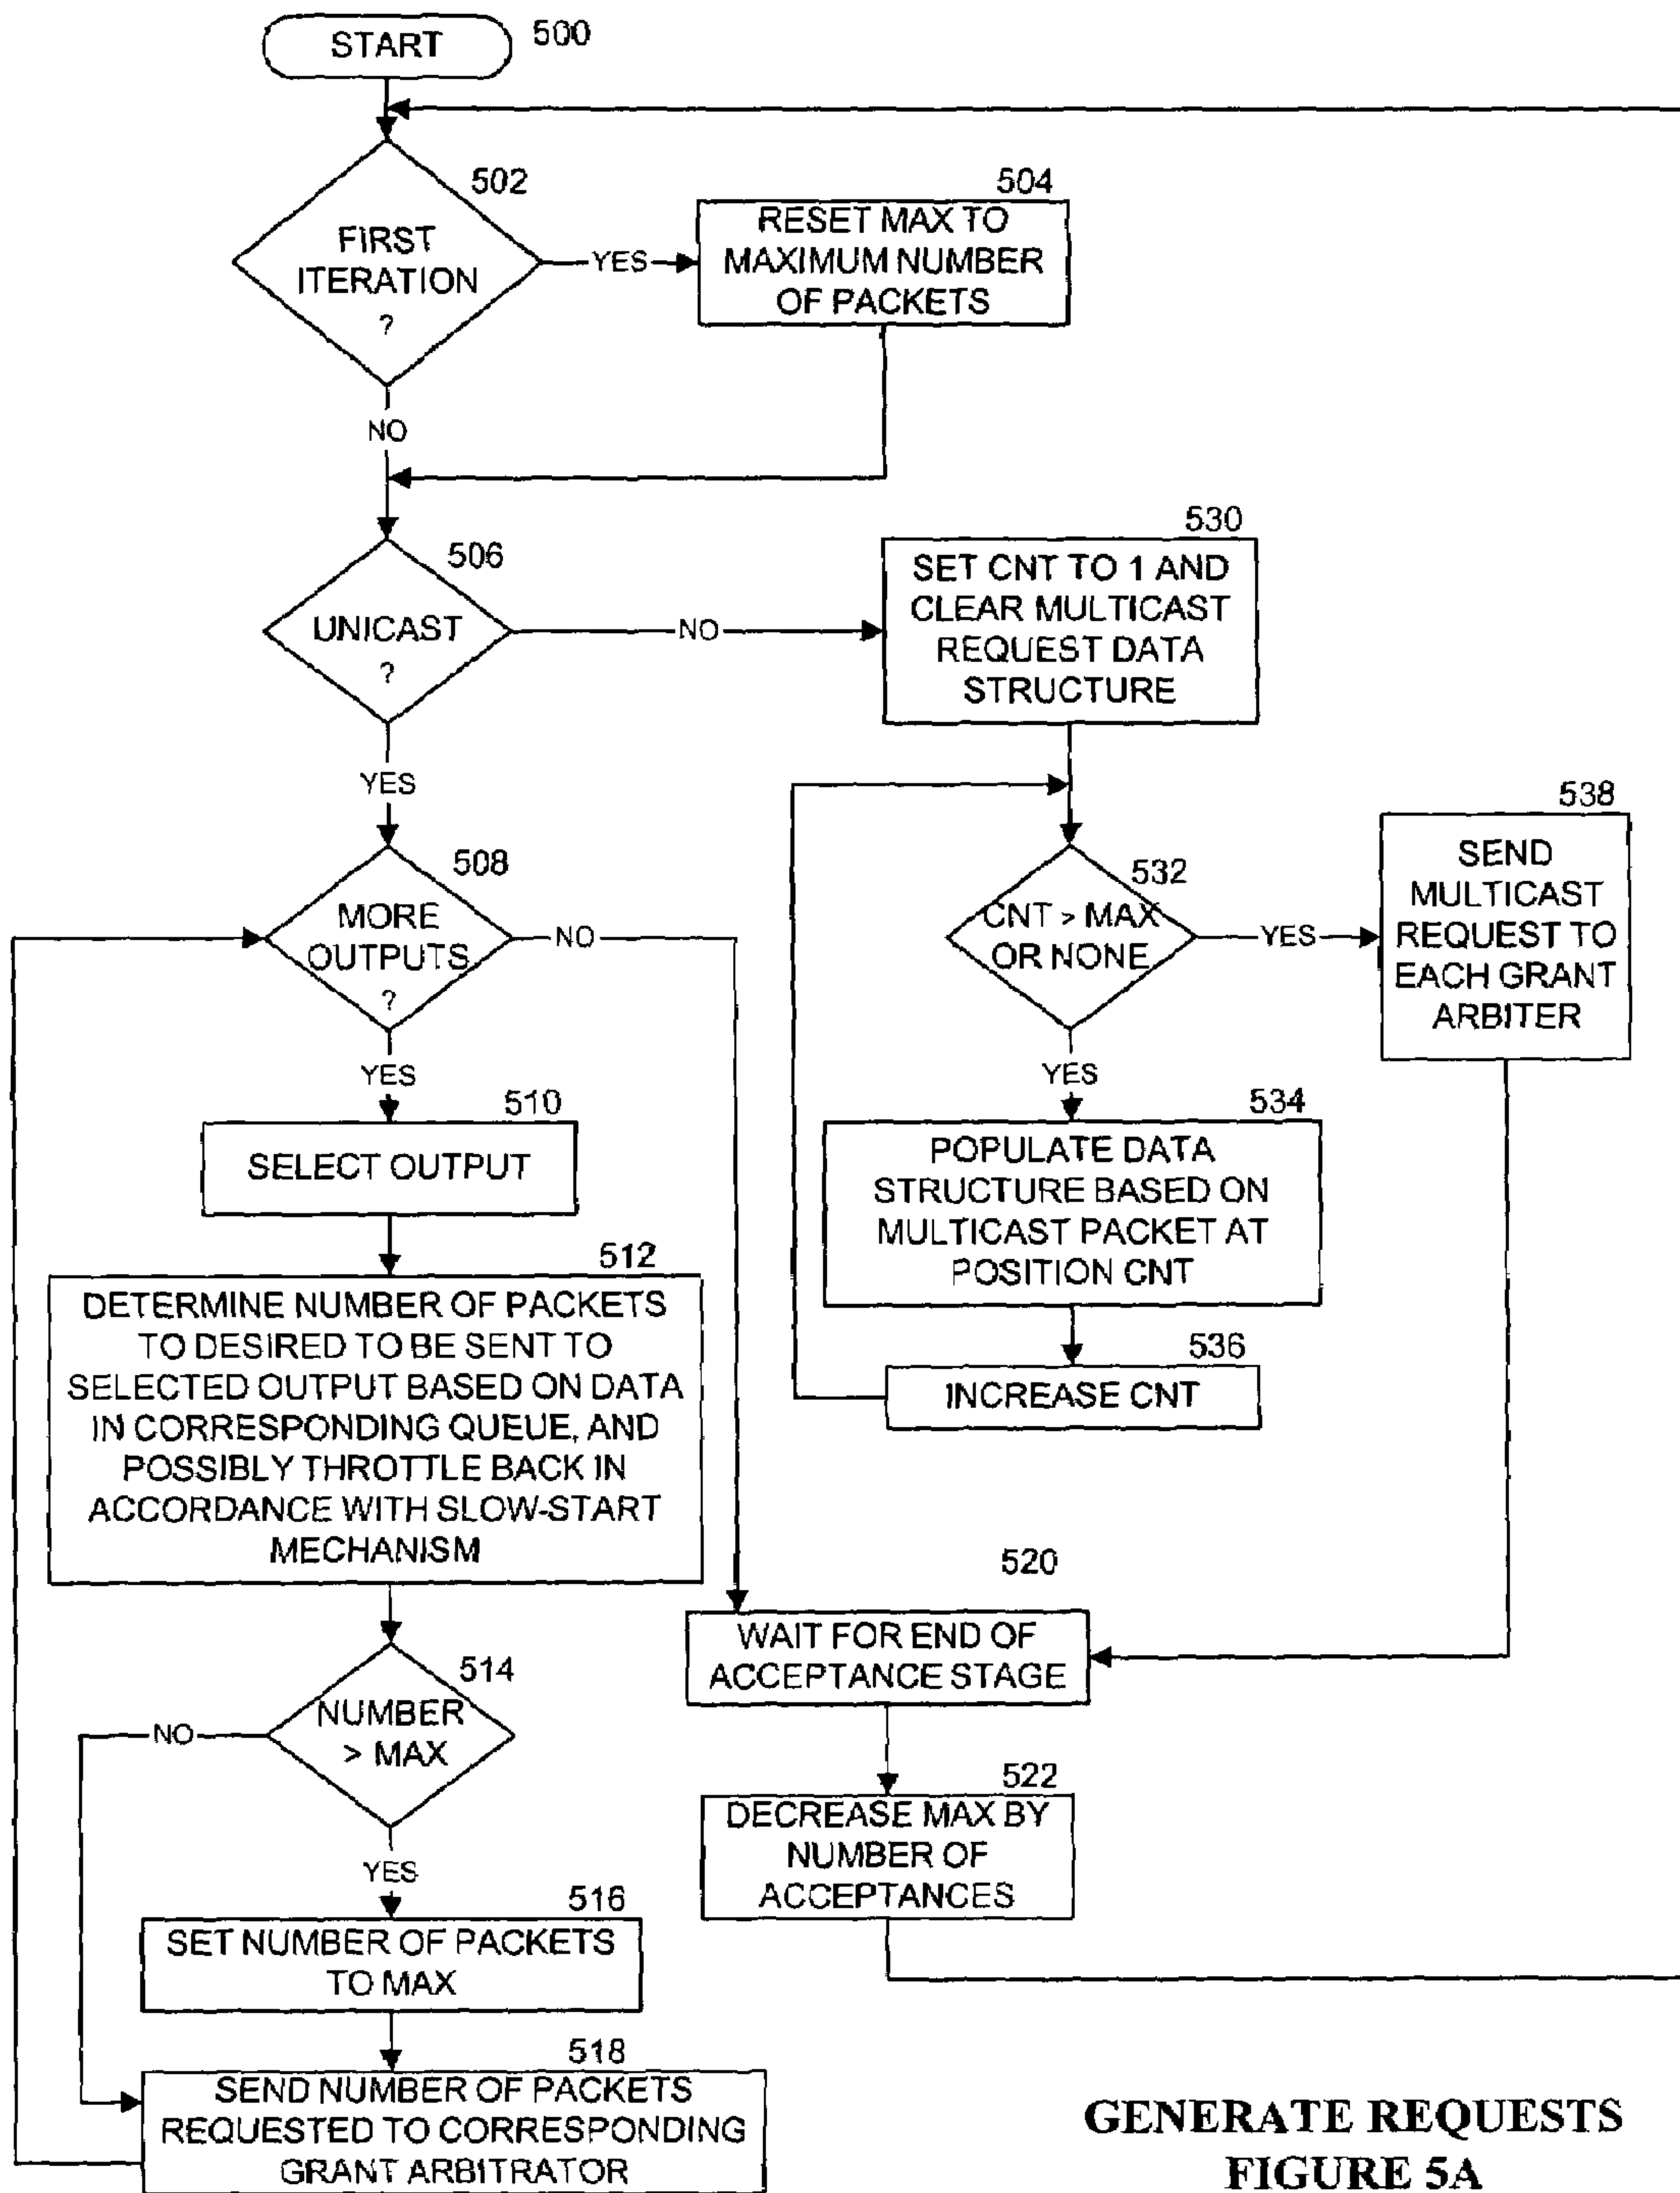 START
500
502
FIRST
ITERATION
?
YES
504
RESET MAX TO
MAXIMUM NUMBER
OF PACKETS
NO
506
UNICAST
?
NO
530
SET CNT TO 1 AND
CLEAR MULTICAST
REQUEST DATA
STRUCTURE
YES
508
MORE
OUTPUTS
?
NO
532
CNT > MAX
OR NONE
YES
538
SEND
MULTICAST
REQUEST TO
EACH GRANT
ARBITER
YES
510
SELECT OUTPUT
YES
534
POPULATE DATA
STRUCTURE BASED ON
MULTICAST PACKET AT
POSITION CNT
536
INCREASE CNT
512
DETERMINE NUMBER OF PACKETS
TO DESIRED TO BE SENT TO
SELECTED OUTPUT BASED ON DATA
IN CORRESPONDING QUEUE, AND
POSSIBLY THROTTLE BACK IN
ACCORDANCE WITH SLOW-START
MECHANISM
520
WAIT FOR END OF
ACCEPTANCE STAGE
514
NUMBER
> MAX
NO
522
DECREASE MAX BY
NUMBER OF
ACCEPTANCES
YES
516
SET NUMBER OF PACKETS
TO MAX
518
SEND NUMBER OF PACKETS
REQUESTED TO CORRESPONDING
GRANT ARBITRATOR
GENERATE REQUESTS
FIGURE 5A